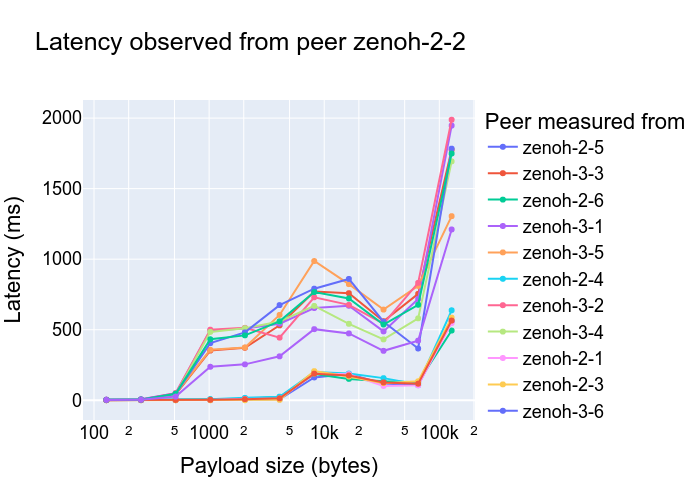 Latency observed from peer zenoh-2-2
Latency (ms)
2000
1500
1000
500
0
100 2 5 1000 2 5 10k 2 5 100k 2
Payload size (bytes)
Peer measured from
zenoh-2-5
zenoh-3-3
zenoh-2-6
zenoh-3-1
zenoh-3-5
zenoh-2-4
zenoh-3-2
zenoh-3-4
zenoh-2-1
zenoh-2-3
zenoh-3-6